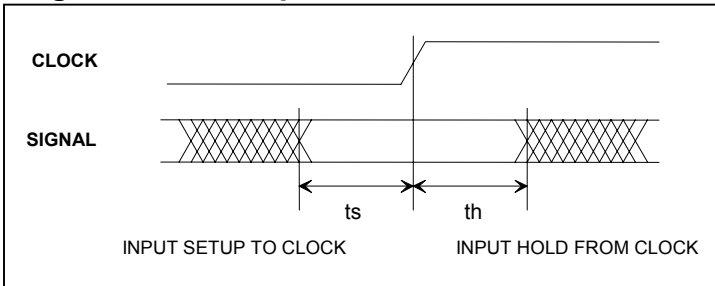 CLOCK
SIGNAL
ts th
INPUT SETUP TO CLOCK INPUT HOLD FROM CLOCK